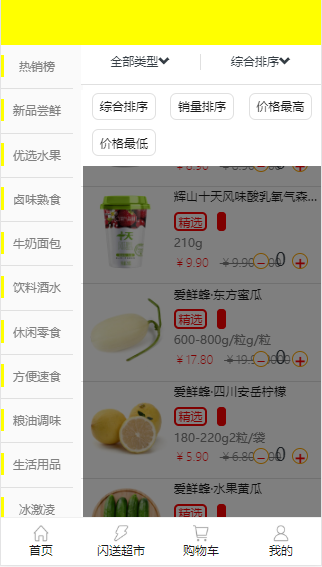 全部类型
综合排序
综合排序
销量排序
价格最高
价格最低
热销榜
新品尝鲜
优选水果
卤味熟食
牛奶面包
饮料酒水
休闲零食
方便速食
粮油调味
生活用品
冰激凌
辉山十天风味酸乳氧气森...
精选
210g
¥ 9.90 ¥ 9.90 0
爱鲜蜂·东方蜜瓜
精选
600-800g/粒g/粒
¥ 17.80 0
爱鲜蜂·四川安岳柠檬
精选
180-220g2粒/袋
¥ 5.90 ¥ 6.80 0
爱鲜蜂·水果黄瓜
精选
首页
闪送超市
购物车
我的